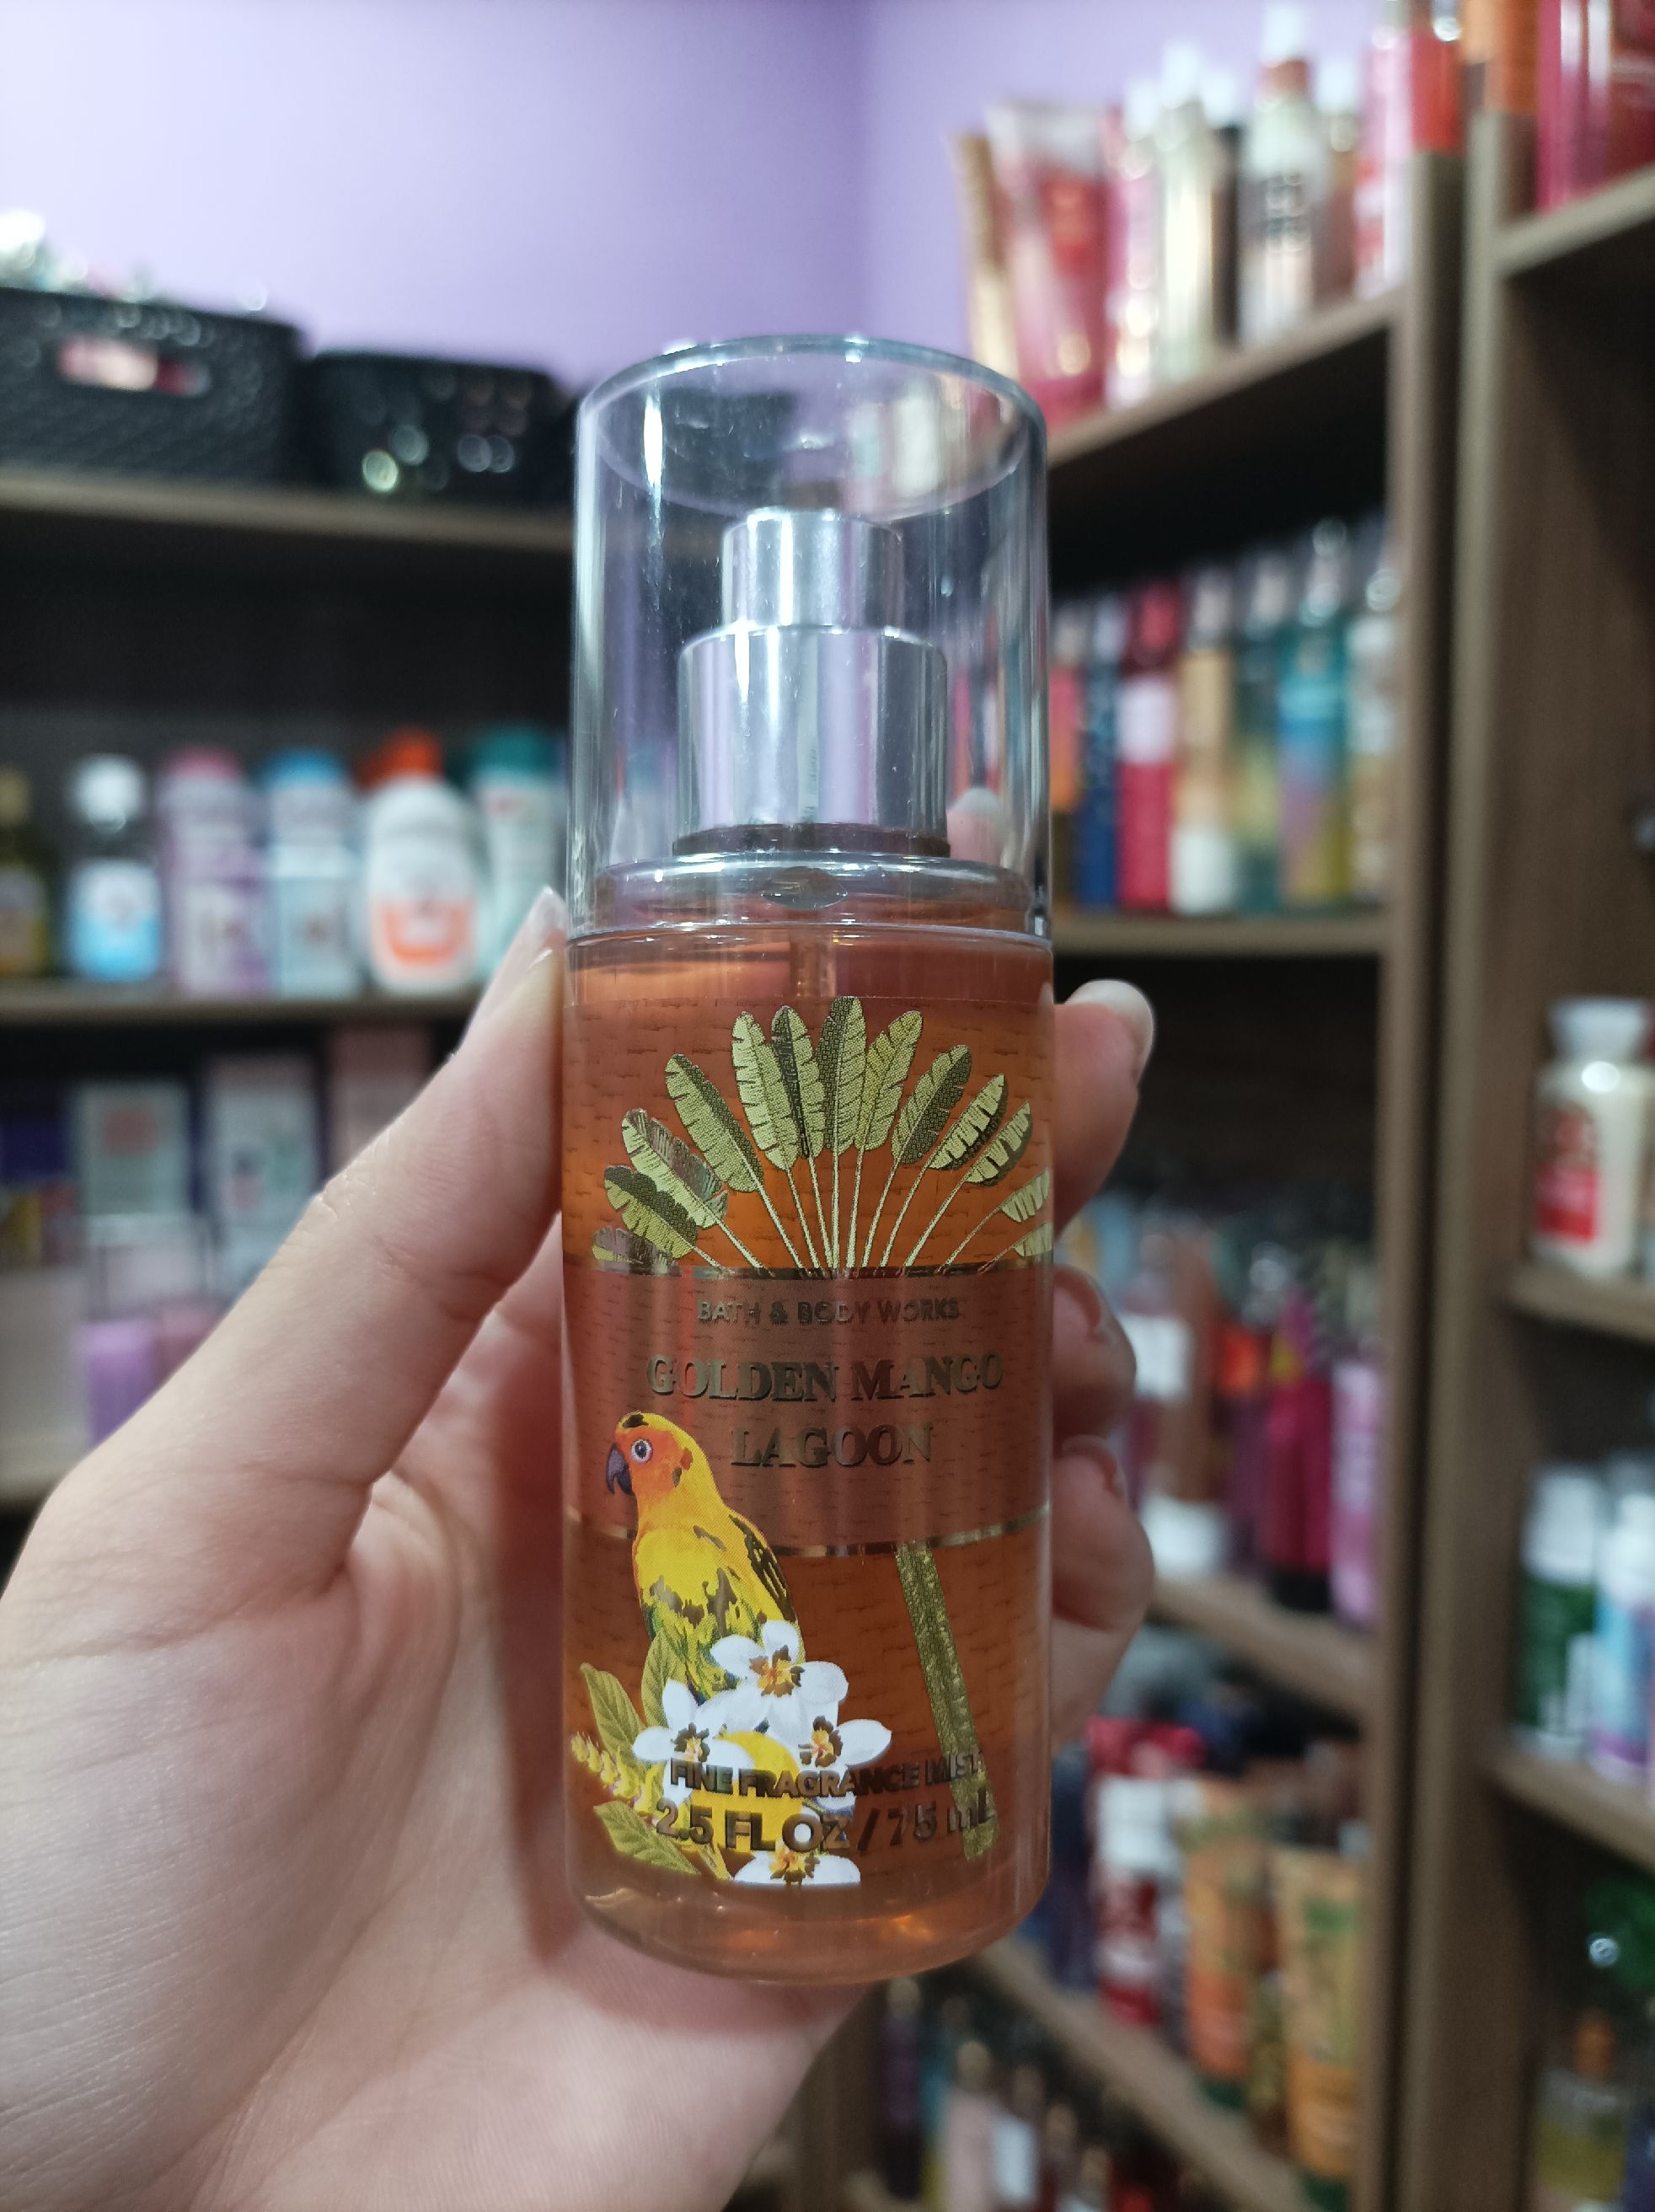 BATH & BODY WORKS
GOLDEN MANGO
LAGOON
FINE FRAGRANCE MIST
2.5 FL OZ / 75 mL